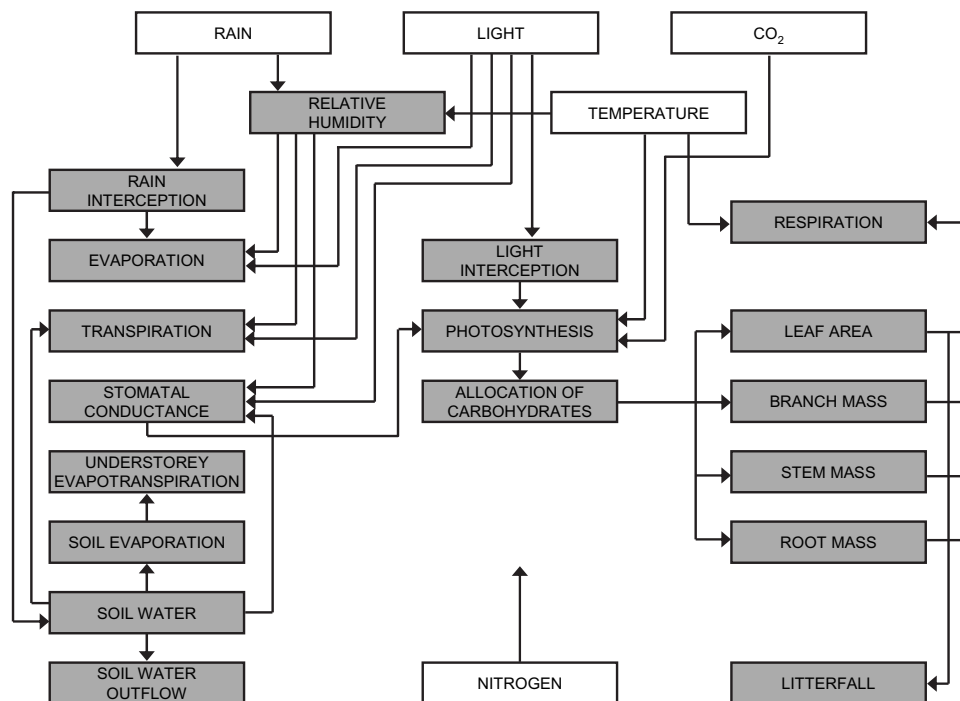 RAIN
LIGHT
CO₂
RELATIVE
HUMIDITY
TEMPERATURE
RAIN
INTERCEPTION
RESPIRATION
EVAPORATION
LIGHT
INTERCEPTION
TRANSPIRATION
PHOTOSYNTHESIS
LEAF AREA
STOMATAL
CONDUCTANCE
ALLOCATION OF
CARBOHYDRATES
BRANCH MASS
UNDERSTOREY
EVAPOTRANSPIRATION
STEM MASS
SOIL EVAPORATION
ROOT MASS
SOIL WATER
SOIL WATER
OUTFLOW
NITROGEN
LITTERFALL